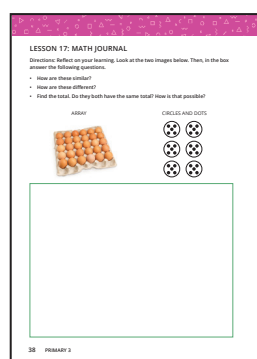 LESSON 17: MATH JOURNAL
Directions: Reflect on your learning. Look at the two images below. Then, in the box
answer the following questions.
• How are these similar?
• How are these different?
• Find the total. Do they both have the same total? How is that possible?
ARRAY
CIRCLES AND DOTS
38 PRIMARY 3